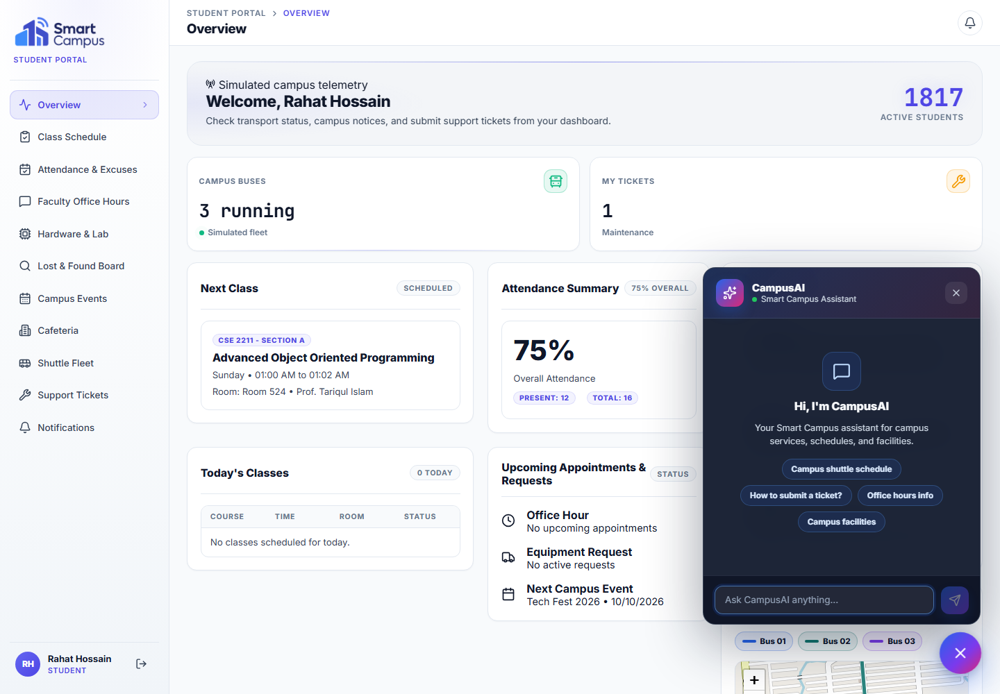 Smart
Campus
STUDENT PORTAL
Overview
Class Schedule
Attendance & Excuses
Faculty Office Hours
Hardware & Lab
Lost & Found Board
Campus Events
Cafeteria
Shuttle Fleet
Support Tickets
Notifications
RH
Rahat Hossain
STUDENT
STUDENT PORTAL > OVERVIEW
Overview
Simulated campus telemetry
Welcome, Rahat Hossain
Check transport status, campus notices, and submit support tickets from your dashboard.
1817
ACTIVE STUDENTS
CAMPUS BUSES
3 running
Simulated fleet
MY TICKETS
1
Maintenance
Next Class
SCHEDULED
CSE 2211 - SECTION A
Advanced Object Oriented Programming
Sunday • 01:00 AM to 01:02 AM
Room: Room 524 • Prof. Tariqul Islam
Attendance Summary
75% OVERALL
75%
Overall Attendance
PRESENT: 12 TOTAL: 16
Today's Classes
0 TODAY
COURSE TIME ROOM STATUS
No classes scheduled for today.
Upcoming Appointments &
Requests
STATUS
Office Hour
No upcoming appointments
Equipment Request
No active requests
Next Campus Event
Tech Fest 2026 • 10/10/2026
CampusAI
Smart Campus Assistant
Hi, I'm CampusAI
Your Smart Campus assistant for campus
services, schedules, and facilities.
Campus shuttle schedule
How to submit a ticket? Office hours info
Campus facilities
Ask CampusAI anything...
Bus 01 Bus 02 Bus 03
+